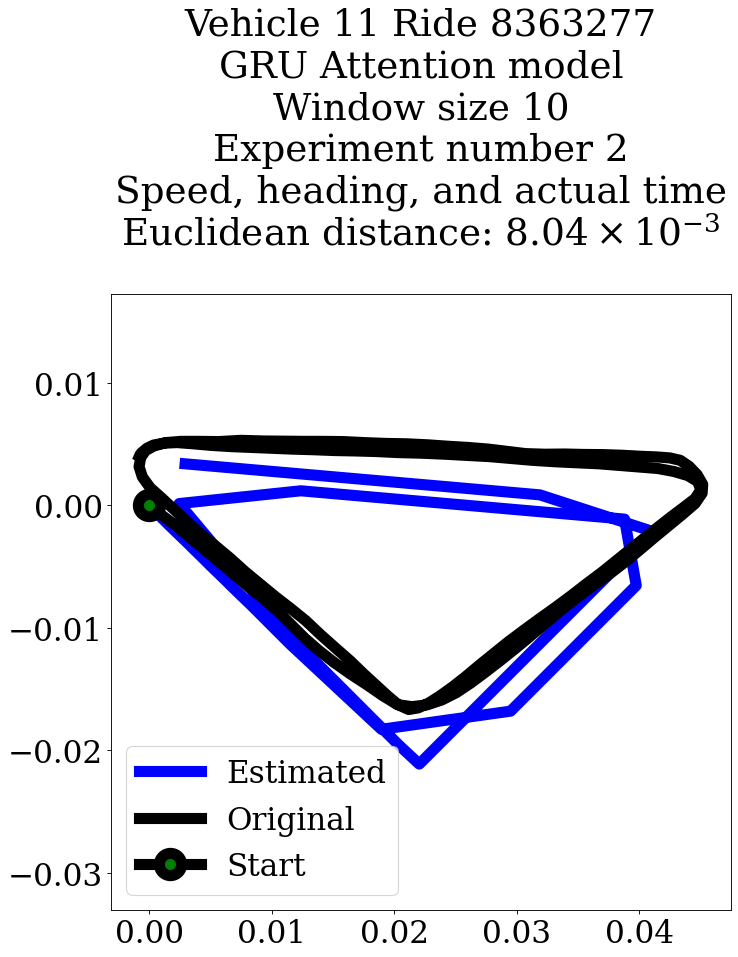 Vehicle 11 Ride 8363277
GRU Attention model
Window size 10
Experiment number 2
Speed, heading, and actual time
Euclidean distance: 8.04 × 10⁻³
0.01
0.00
−0.01
−0.02
−0.03
Estimated
Original
Start
0.00 0.01 0.02 0.03 0.04